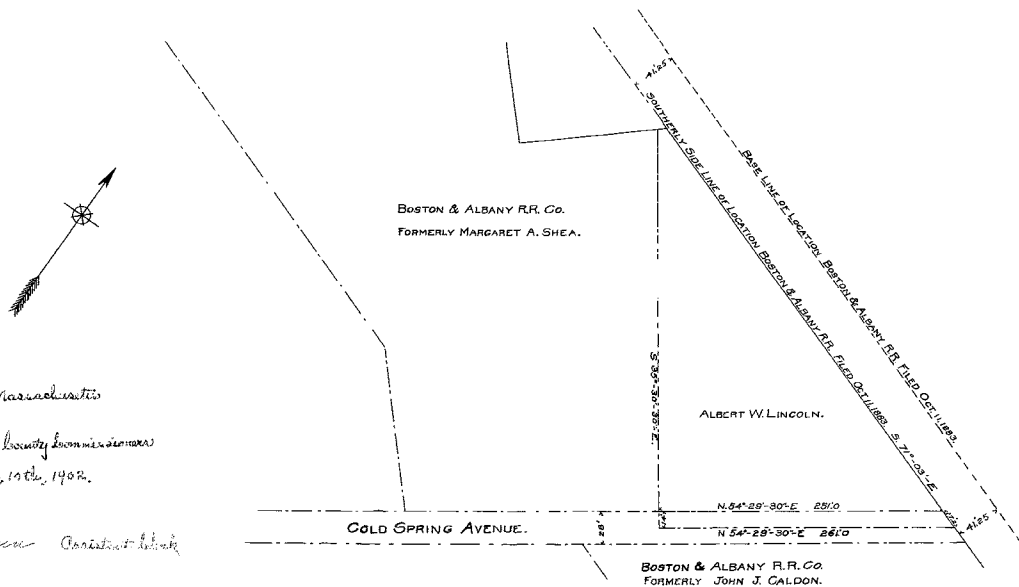 41.25
BOSTON & ALBANY R.R. CO.
FORMERLY MARGARET A. SHEA.
SOUTHERLY SIDE LINE OF LOCATION BOSTON & ALBANY R.R. FILED OCT. 11, 1883. S. 71°-03'-E
BASE LINE OF LOCATION BOSTON & ALBANY R.R. FILED OCT. 11, 1883.
S 35°-30'-30" E.
ALBERT W. LINCOLN.
Massachusetts
County Commissioners
1902.
Assistant Clerk
COLD SPRING AVENUE.
28'
14'
N. 54°-29'-30"-E 251.0
N 54°-29'-30"-E 261.0
41.25
BOSTON & ALBANY R.R. CO.
FORMERLY JOHN J. CALDON.